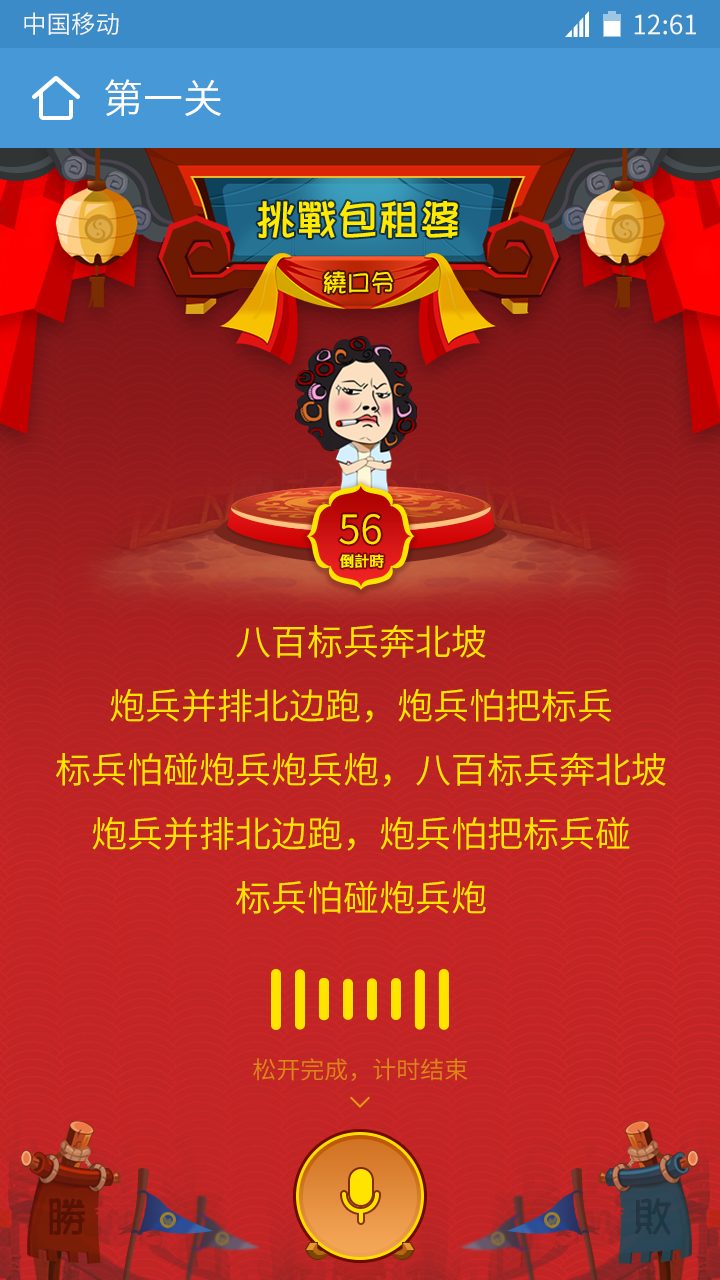 中国移动 12:61
第一关
挑戰包租婆
繞口令
56
倒計時
八百标兵奔北坡
炮兵并排北边跑，炮兵怕把标兵
标兵怕碰炮兵炮兵炮，八百标兵奔北坡
炮兵并排北边跑，炮兵怕把标兵碰
标兵怕碰炮兵炮
松开完成，计时结束
勝 敗